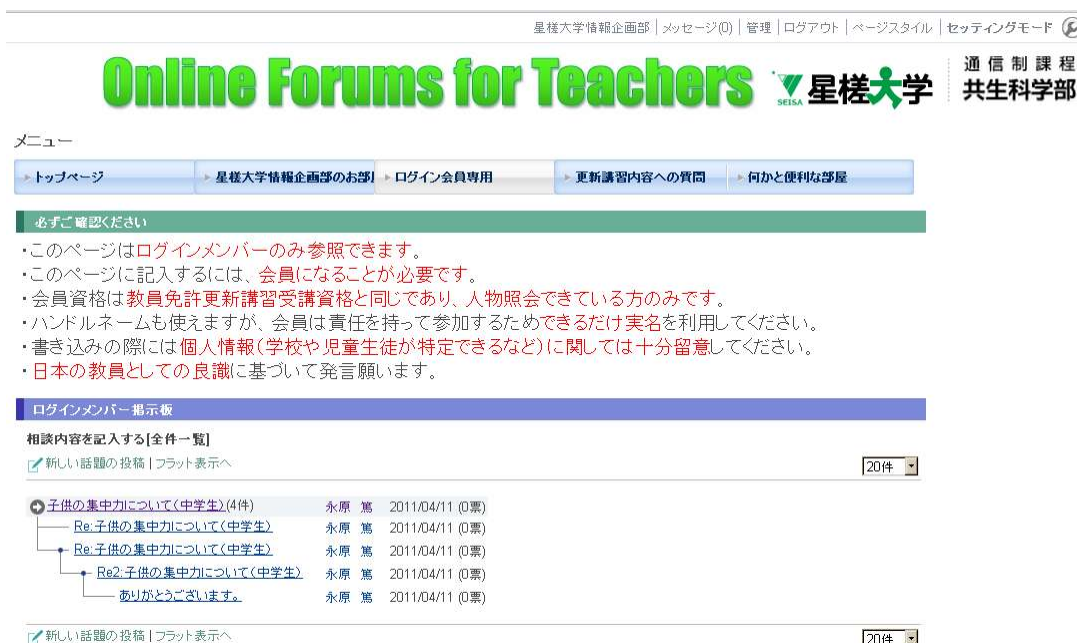 星槎大学情報企画部 | メッセージ(0) | 管理 | ログアウト | ページスタイル | セッティングモード
Online Forums for Teachers SEISA 星槎大学 通信制課程 共生科学部
メニュー
トップページ 星槎大学情報企画部のお部 ログイン会員専用 更新講習内容への質問 何かと便利な部屋
必ずご確認ください
・このページはログインメンバーのみ参照できます。
・このページに記入するには、会員になることが必要です。
・会員資格は教員免許更新講習受講資格と同じであり、人物照会できている方のみです。
・ハンドルネームも使えますが、会員は責任を持って参加するためできるだけ実名を利用してください。
・書き込みの際には個人情報(学校や児童生徒が特定できるなど)に関しては十分留意してください。
・日本の教員としての良識に基づいて発言願います。
ログインメンバー掲示板
相談内容を記入する[全件一覧]
新しい話題の投稿 | フラット表示へ 20件
子供の集中力について(中学生)(4件) 永原 篤 2011/04/11 (0票)
Re:子供の集中力について(中学生) 永原 篤 2011/04/11 (0票)
Re:子供の集中力について(中学生) 永原 篤 2011/04/11 (0票)
Re2:子供の集中力について(中学生) 永原 篤 2011/04/11 (0票)
ありがとうございます。 永原 篤 2011/04/11 (0票)
新しい話題の投稿 | フラット表示へ 20件